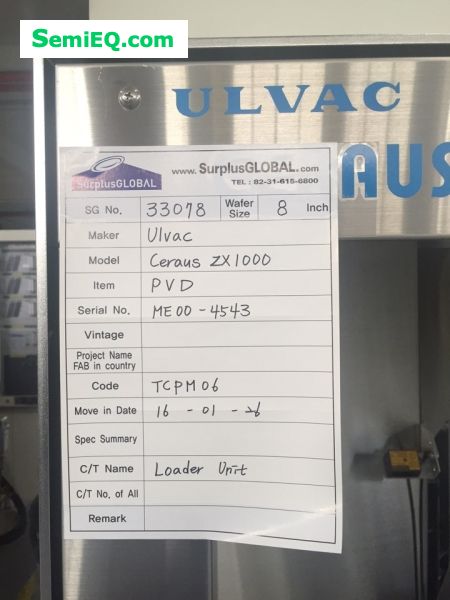 SemiEQ.com
ULVAC
AUS
SurplusGLOBAL
www.SurplusGLOBAL.com
TEL : 82-31-615-6800
SG No. 33078 Wafer Size 8 Inch
Maker Ulvac
Model Ceraus ZX1000
Item PVD
Serial No. ME00-4543
Vintage
Project Name
FAB in country
Code TCPM06
Move in Date 16-01-26
Spec Summary
C/T Name Loader Unit
C/T No. of All
Remark